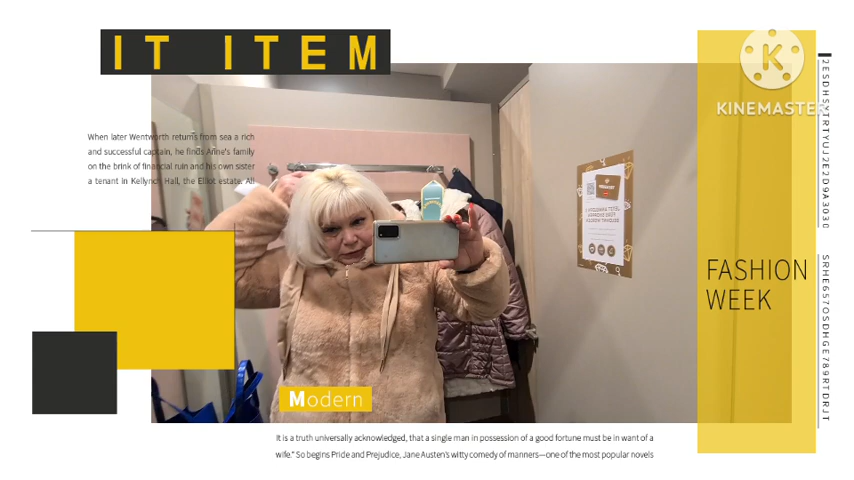 IT ITEM
KINEMASTER
When later Wentworth returns from sea a rich
and successful captain, he finds Anne's family
on the brink of financial ruin and his own sister
a tenant in Kellynch Hall, the Elliot estate. All
FASHION
WEEK
Modern
It is a truth universally acknowledged, that a single man in possession of a good fortune must be in want of a
wife." So begins Pride and Prejudice, Jane Austen's witty comedy of manners—one of the most popular novels